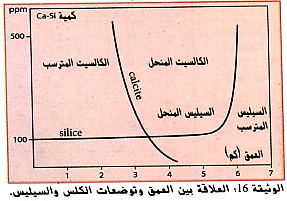 ppm
كمية Ca-Si
500
الكالسيت المترسب
الكالسيت المنحل
calcite
السيليس المنحل
السيليس المترسب
silice
100
العمق (كم)
1 2 3 4 5 6 7
الوثيقة 16: العلاقة بين العمق وتوضعات الكلس والسيليس.